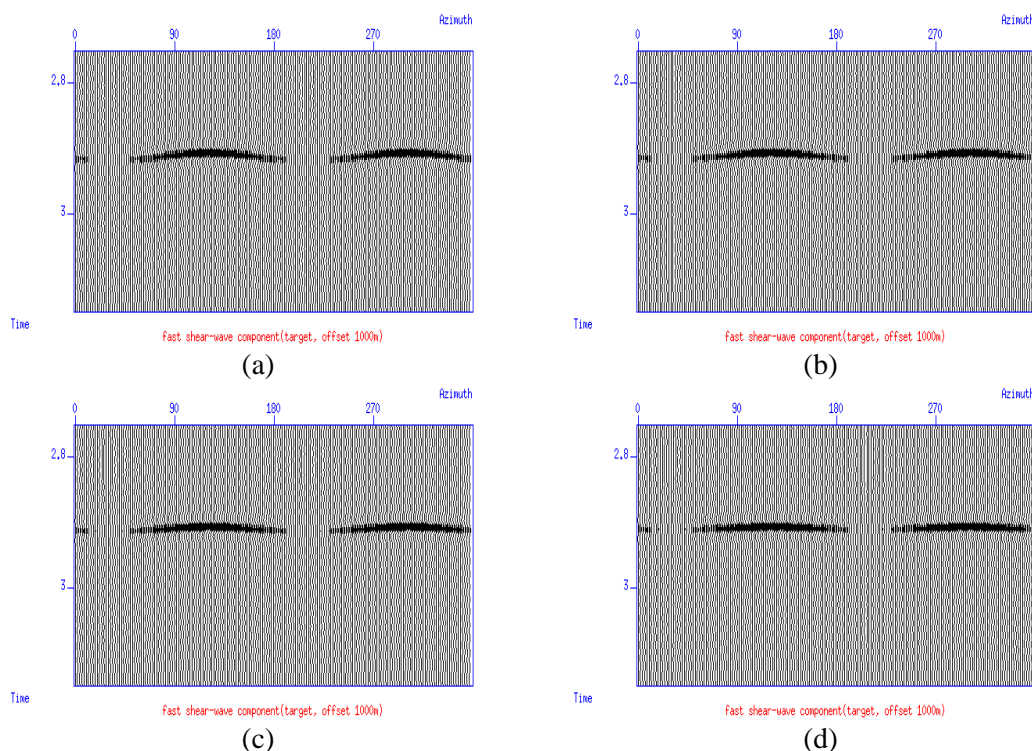 Azimuth Azimuth
0 90 180 270 0 90 180 270
2.8 2.8
3 3
Time Time
fast shear-wave component(target, offset 1000m) fast shear-wave component(target, offset 1000m)
(a) (b)
Azimuth Azimuth
0 90 180 270 0 90 180 270
2.8 2.8
3 3
Time Time
fast shear-wave component(target, offset 1000m) fast shear-wave component(target, offset 1000m)
(c) (d)